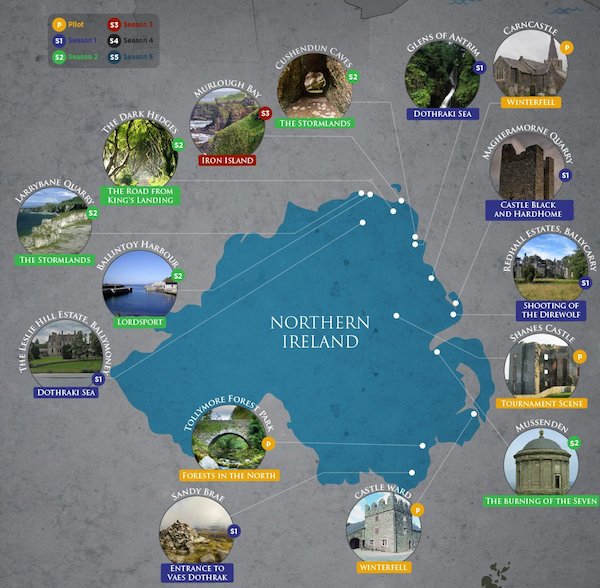 P Pilot
S1 Season 1
S2 Season 2
S3 Season 3
S4 Season 4
S5 Season 5
Cushendun Caves
S2
The Stormlands
Glens of Antrim
S1
Dothraki Sea
Carncastle
P
Winterfell
Murlough Bay
S3
Iron Island
The Dark Hedges
S2
The Road from
King's Landing
Magheramorne Quarry
S1
Castle Black
and Hardhome
Larrybane Quarry
S2
The Stormlands
Redhall Estates, Ballycarry
S1
Shooting of
the Direwolf
Ballintoy Harbour
S2
Lordsport
NORTHERN
IRELAND
The Leslie Hill Estate, Ballymoney
S1
Dothraki Sea
Shanes Castle
P
Tournament Scene
Tollymore Forest Park
P
Forests in the North
Mussenden
S2
The burning of the Seven
Sandy Brae
S1
Entrance to
Vaes Dothrak
Castle Ward
P
Winterfell